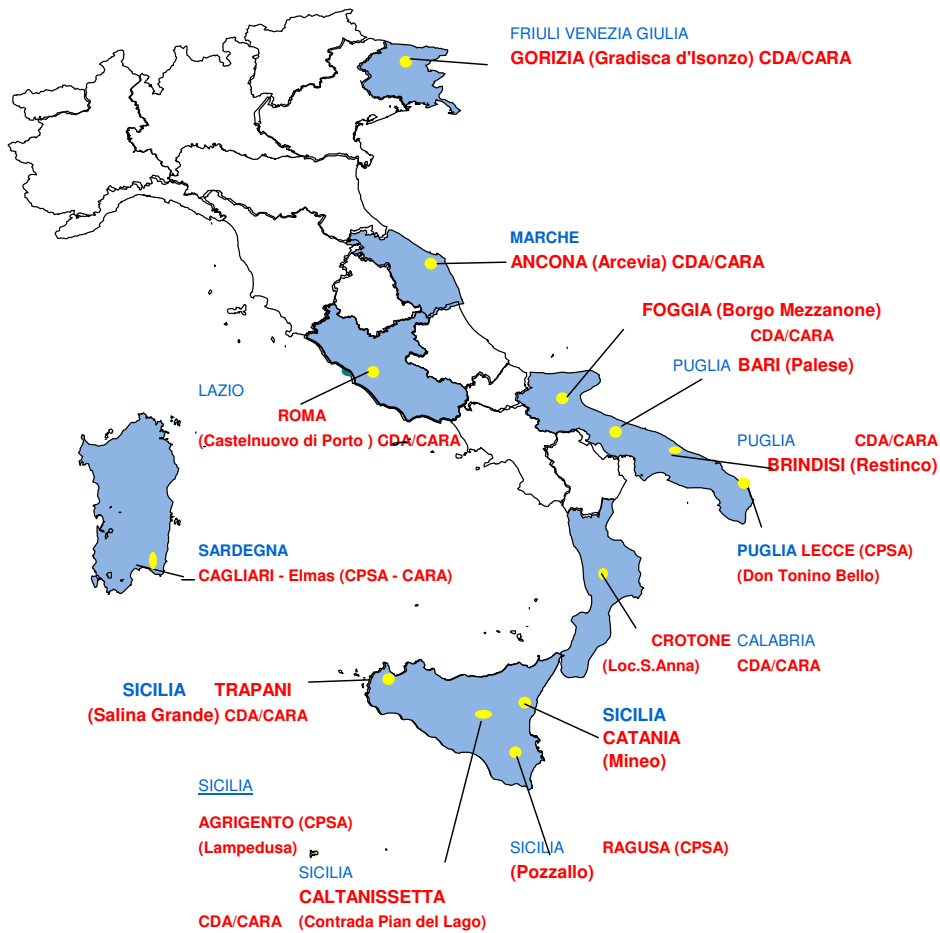 FRIULI VENEZIA GIULIA
GORIZIA (Gradisca d'Isonzo) CDA/CARA
MARCHE
ANCONA (Arcevia) CDA/CARA
FOGGIA (Borgo Mezzanone)
CDA/CARA
PUGLIA BARI (Palese)
LAZIO
ROMA
(Castelnuovo di Porto ) CDA/CARA
PUGLIA CDA/CARA
BRINDISI (Restinco)
SARDEGNA
CAGLIARI - Elmas (CPSA - CARA)
PUGLIA LECCE (CPSA)
(Don Tonino Bello)
CROTONE CALABRIA
(Loc.S.Anna) CDA/CARA
SICILIA TRAPANI
(Salina Grande) CDA/CARA
SICILIA
CATANIA
(Mineo)
SICILIA
AGRIGENTO (CPSA)
(Lampedusa)
SICILIA RAGUSA (CPSA)
(Pozzallo)
SICILIA
CALTANISSETTA
CDA/CARA (Contrada Pian del Lago)